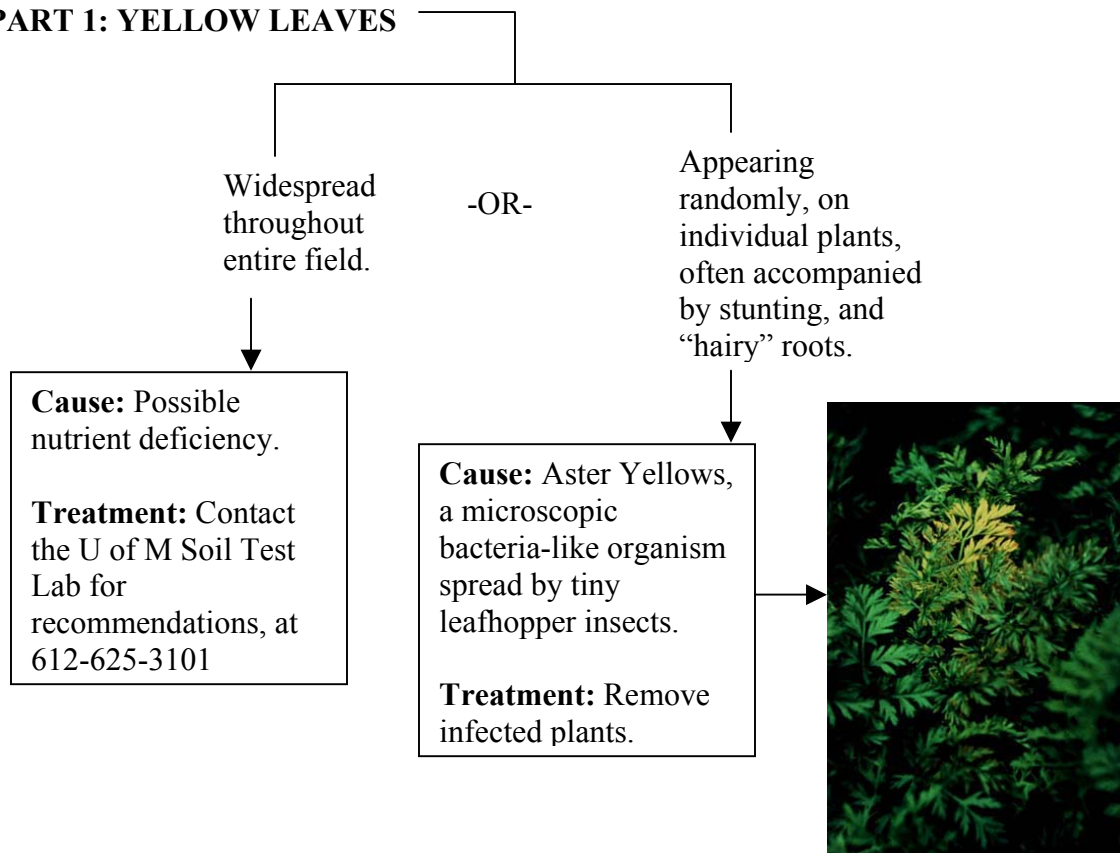 PART 1: YELLOW LEAVES
Widespread
throughout
entire field.
-OR-
Appearing
randomly, on
individual plants,
often accompanied
by stunting, and
“hairy” roots.
Cause: Possible
nutrient deficiency.
Treatment: Contact
the U of M Soil Test
Lab for
recommendations, at
612-625-3101
Cause: Aster Yellows,
a microscopic
bacteria-like organism
spread by tiny
leafhopper insects.
Treatment: Remove
infected plants.